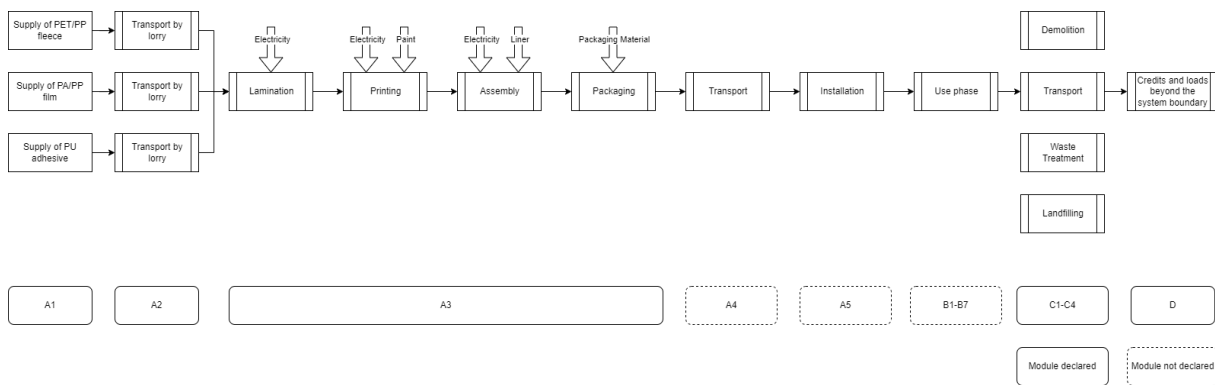 Supply of PET/PP
fleece
Transport by
lorry
Demolition
Electricity
Electricity
Paint
Electricity
Liner
Packaging Material
Supply of PA/PP
film
Transport by
lorry
Lamination
Printing
Assembly
Packaging
Transport
Installation
Use phase
Transport
Credits and loads
beyond the
system boundary
Supply of PU
adhesive
Transport by
lorry
Waste
Treatment
Landfilling
A1
A2
A3
A4
A5
B1-B7
C1-C4
D
Module declared
Module not declared